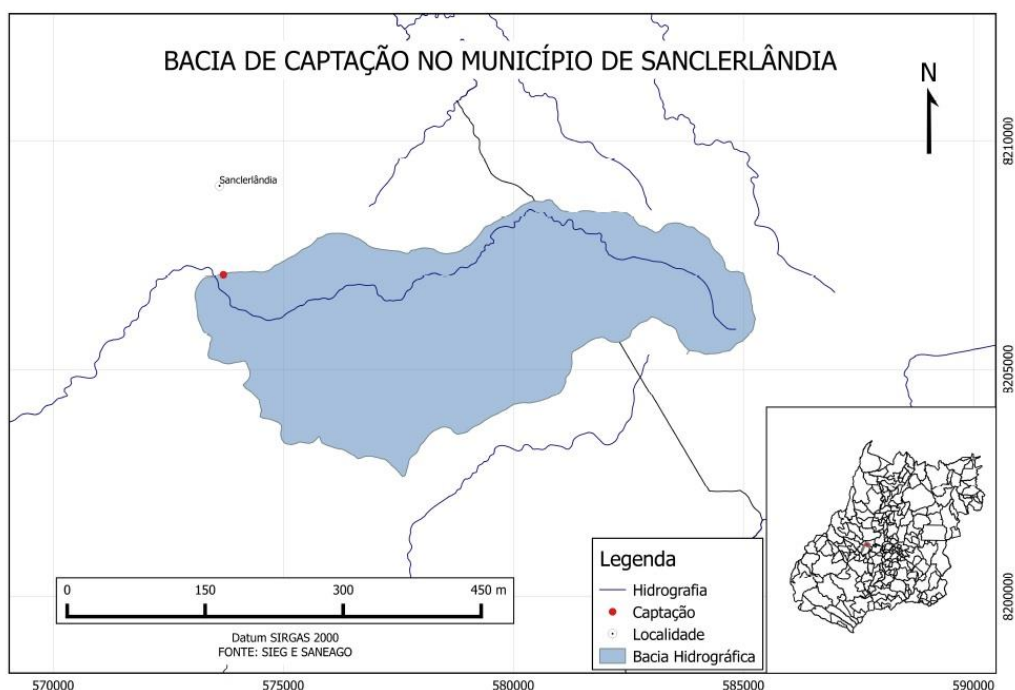 BACIA DE CAPTAÇÃO NO MUNICÍPIO DE SANCLERLÂNDIA
N
8210000
Sanclerlândia
8205000
8200000
Legenda
Hidrografia
Captação
Localidade
Bacia Hidrográfica
0 150 300 450 m
Datum SIRGAS 2000
FONTE: SIEG E SANEAGO
570000 575000 580000 585000 590000